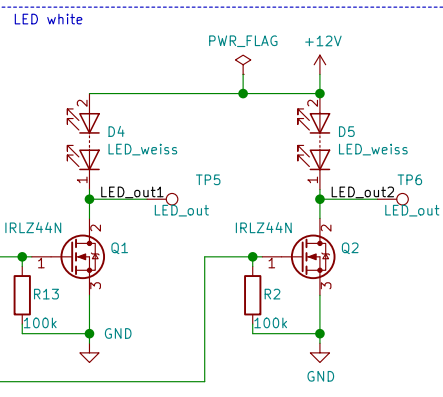 LED white
PWR_FLAG
+12V
2
2
D4
LED_weiss
D5
LED_weiss
1
1
TP5
LED_out1
LED_out
TP6
LED_out2
LED_out
IRLZ44N
2
Q1
IRLZ44N
2
Q2
1
1
3
3
R13
100k
R2
100k
GND
GND